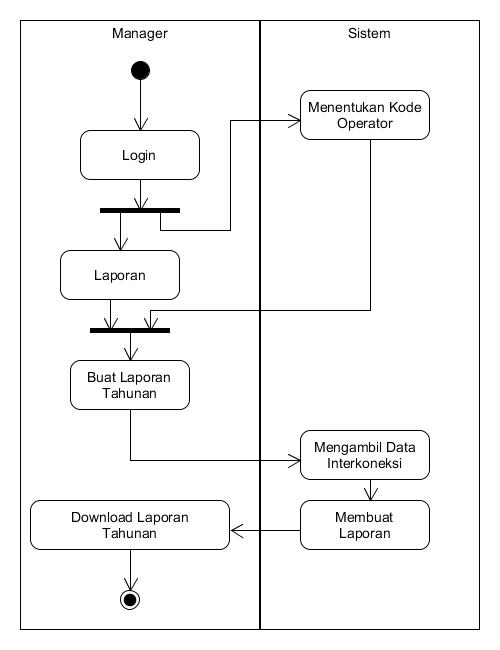 Manager
Sistem
Menentukan Kode
Operator
Login
Laporan
Buat Laporan
Tahunan
Mengambil Data
Interkoneksi
Download Laporan
Tahunan
Membuat
Laporan